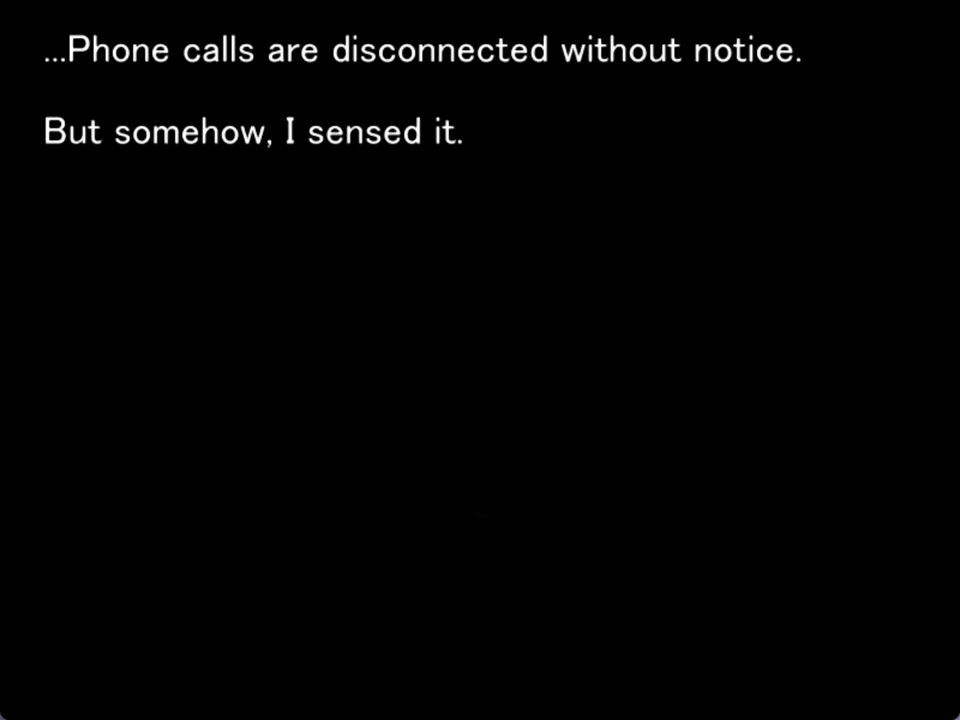 ...Phone calls are disconnected without notice.
But somehow, I sensed it.